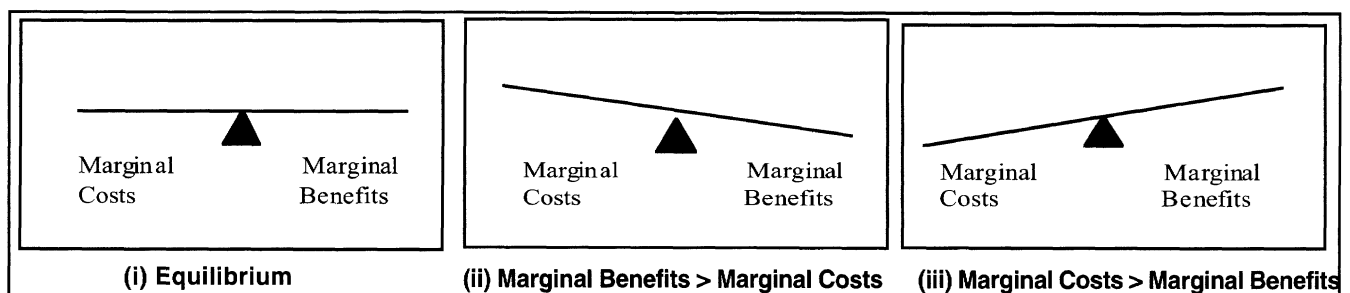 Marginal Costs
Marginal Benefits
Marginal Costs
Marginal Benefits
Marginal Costs
Marginal Benefits
(i) Equilibrium
(ii) Marginal Benefits > Marginal Costs
(iii) Marginal Costs > Marginal Benefits